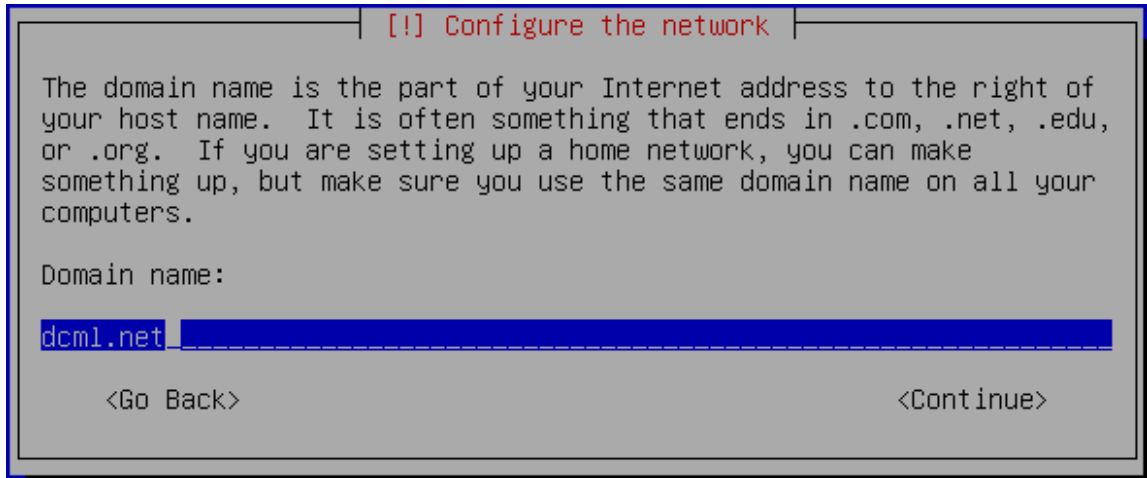 [!] Configure the network
The domain name is the part of your Internet address to the right of
your host name.  It is often something that ends in .com, .net, .edu,
or .org.  If you are setting up a home network, you can make
something up, but make sure you use the same domain name on all your
computers.
Domain name:
dcml.net
<Go Back> <Continue>